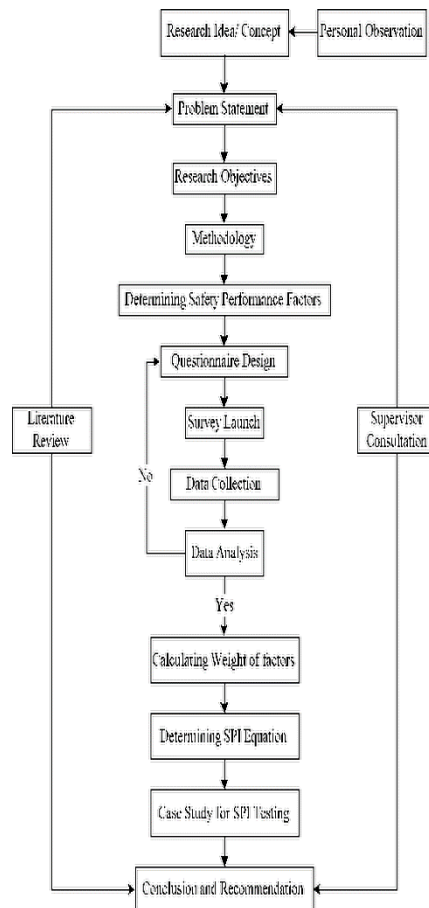 Research Idea/ Concept
Personal Observation
Problem Statement
Research Objectives
Methodology
Determining Safety Performance Factors
Questionnaire Design
Literature
Review
Survey Launch
Supervisor
Consultation
No
Data Collection
Data Analysis
Yes
Calculating Weight of factors
Determining SPI Equation
Case Study for SPI Testing
Conclusion and Recommendation